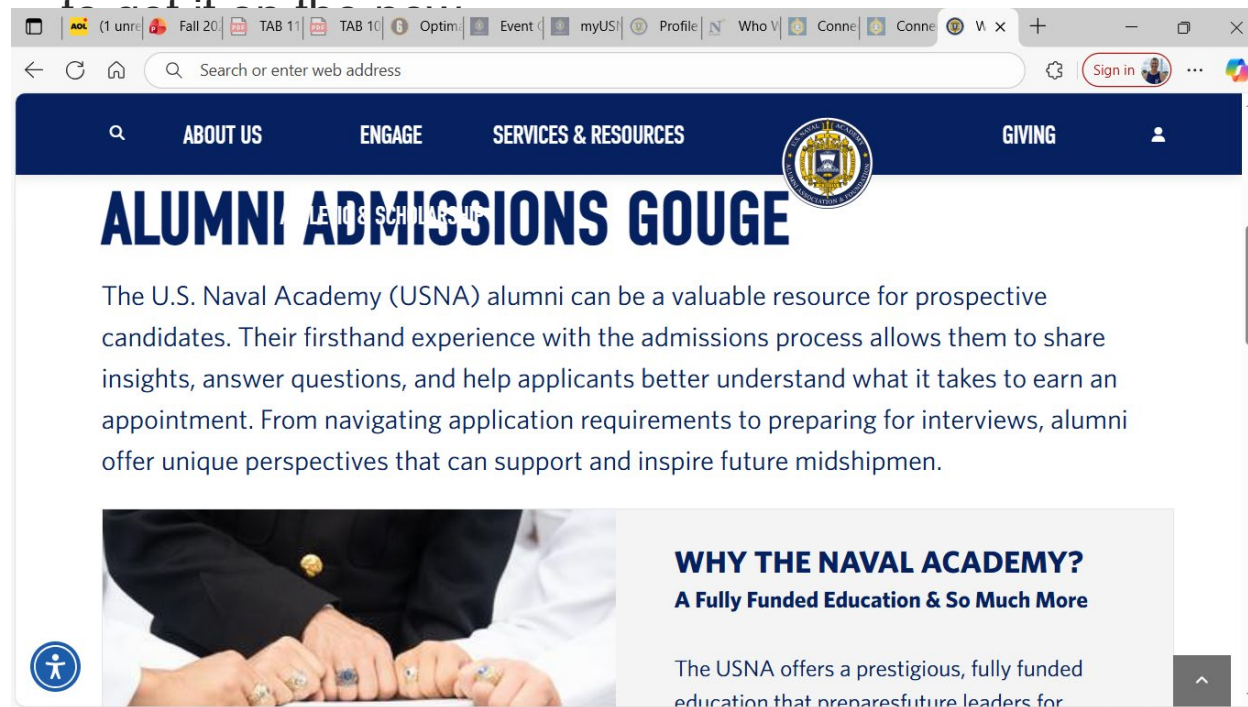 to get it on the new
AOL (1 unre Fall 20 TAB 11 TAB 10 Optima Event myUS Profile Who Conne Conne W
Search or enter web address Sign in
ABOUT US ENGAGE SERVICES & RESOURCES GIVING
ALUMNI ADMISSIONS GOUGE
& SCHOLARSHIP
The U.S. Naval Academy (USNA) alumni can be a valuable resource for prospective
candidates. Their firsthand experience with the admissions process allows them to share
insights, answer questions, and help applicants better understand what it takes to earn an
appointment. From navigating application requirements to preparing for interviews, alumni
offer unique perspectives that can support and inspire future midshipmen.
WHY THE NAVAL ACADEMY?
A Fully Funded Education & So Much More
The USNA offers a prestigious, fully funded
education that preparesfuture leaders for